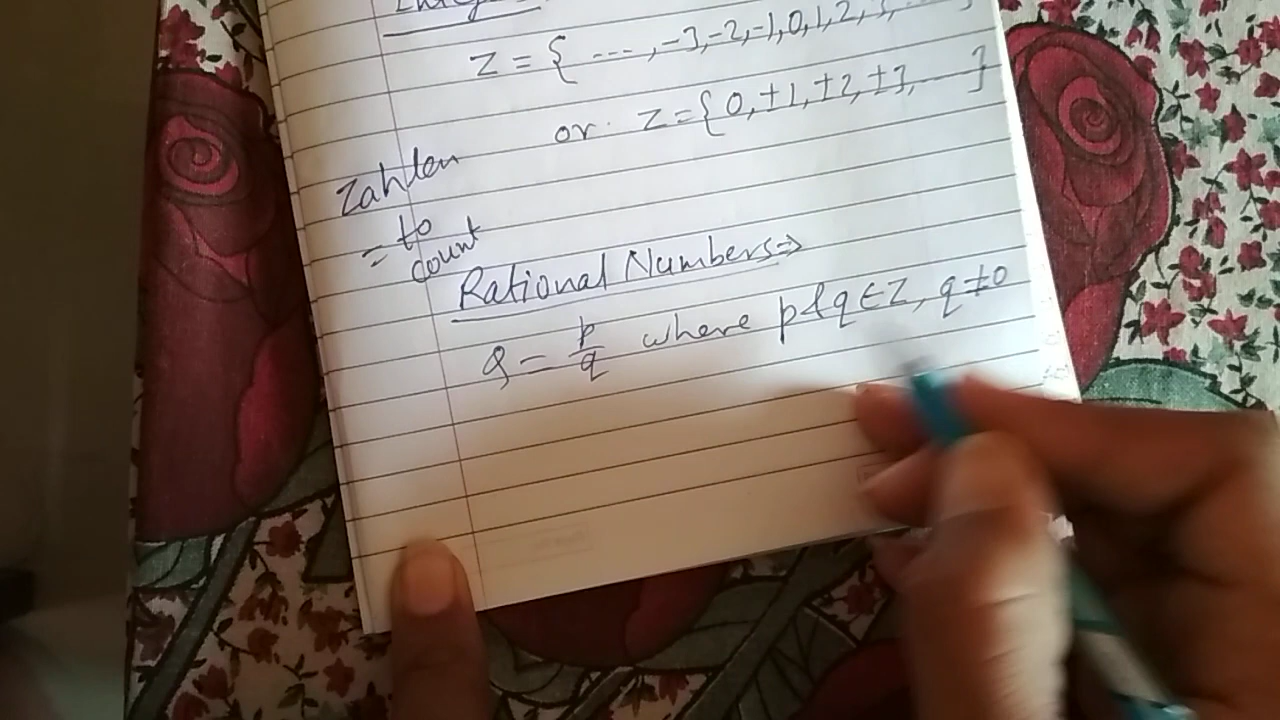 Z = { ---- , -3, -2, -1, 0, 1, 2, 3, ..... }
or Z = {0, ±1, ±2, ±3, ---- }
Zahlen
= to
count
Rational Numbers ⇒
Q = p/q where p & q ∈ Z, q ≠ 0